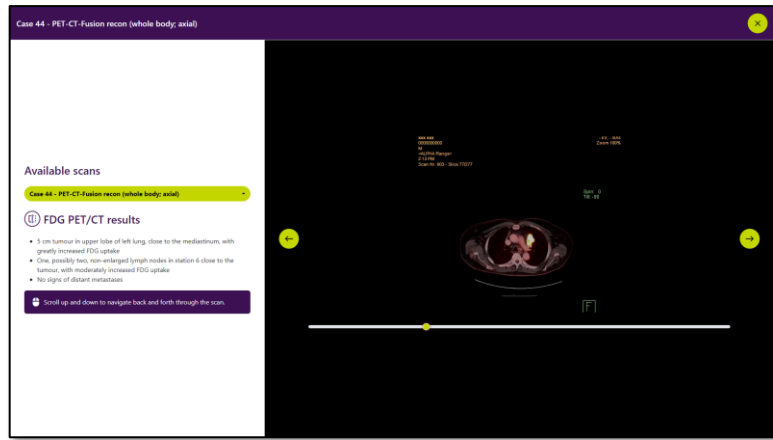 Case 44 - PET-CT-Fusion recon (whole body; axial)
Available scans
Case 44 - PET-CT-Fusion recon (whole body; axial)
FDG PET/CT results
5 cm tumour in upper lobe of left lung, close to the mediastinum, with
greatly increased FDG uptake
One, possibly two, non-enlarged lymph nodes in station 6 close to the
tumour, with moderately increased FDG uptake
No signs of distant metastases
Scroll up and down to navigate back and forth through the scan.
000000000
M
Zoom 100%
F